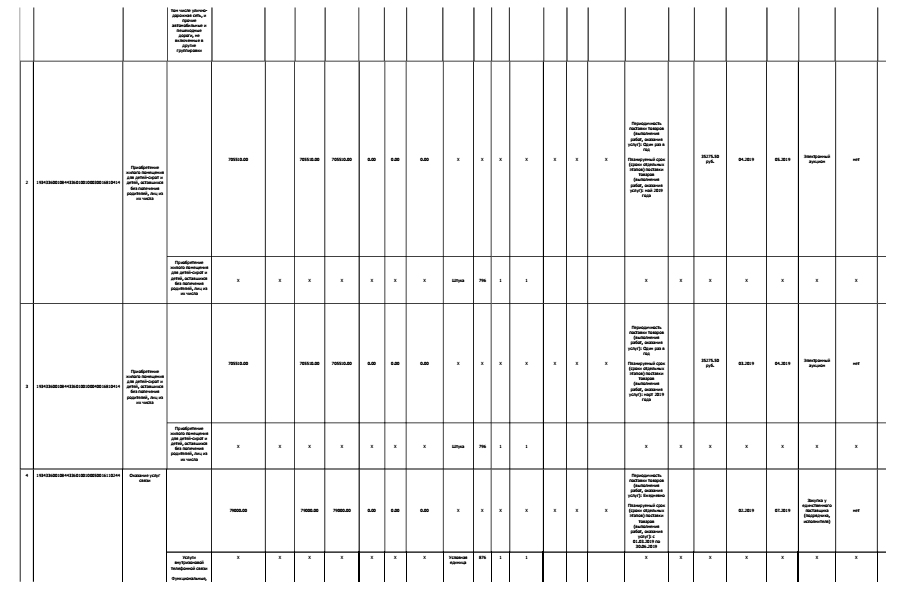 том числе улично-
дорожная сеть, и
прочие
автомобильные и
пешеходные
дороги, не
включенные в
другие
группировки
2
Приобретение
жилого помещения
для детей-сирот и
детей, оставшихся
без попечения
родителей, лиц из
их числа
705510.00 705510.00 705510.00 0.00 0.00 0.00 X X X X X X X X
Периодичность
поставки товаров
(выполнения
работ, оказания
услуг): Один раз в
год
Планируемый срок
(сроки отдельных
этапов) поставки
товаров
(выполнения
работ, оказания
услуг): май 2019
года
35275.50
руб.
04.2019 05.2019
Электронный
аукцион
нет
Приобретение
жилого помещения
для детей-сирот и
детей, оставшихся
без попечения
родителей, лиц из
их числа
X X X X X X X Штука 796 1 1 X X X X X X X
3
Приобретение
жилого помещения
для детей-сирот и
детей, оставшихся
без попечения
родителей, лиц из
их числа
705510.00 705510.00 705510.00 0.00 0.00 0.00 X X X X X X X X
Периодичность
поставки товаров
(выполнения
работ, оказания
услуг): Один раз в
год
Планируемый срок
(сроки отдельных
этапов) поставки
товаров
(выполнения
работ, оказания
услуг): март 2019
года
35275.50
руб.
03.2019 04.2019
Электронный
аукцион
нет
Приобретение
жилого помещения
для детей-сирот и
детей, оставшихся
без попечения
родителей, лиц из
их числа
X X X X X X X Штука 796 1 1 X X X X X X X
4
Оказание услуг
связи
79000.00 79000.00 79000.00 0.00 0.00 0.00 X X X X X X X X
Периодичность
поставки товаров
(выполнения
работ, оказания
услуг): Ежедневно
Планируемый срок
(сроки отдельных
этапов) поставки
товаров
(выполнения
работ, оказания
услуг): с
01.03.2019 по
30.06.2019
02.2019 07.2019
Закупка у
единственного
поставщика
(подрядчика,
исполнителя)
нет
Услуги
внутризоновой
телефонной связи
Функциональные,
X X X X X X X
Условная
единица
876 1 1 X X X X X X X